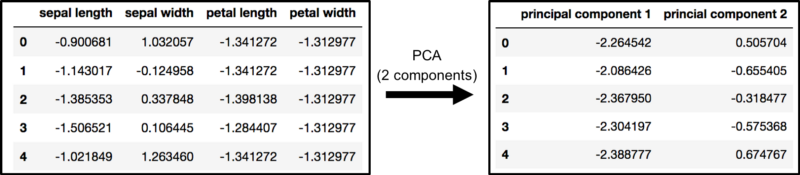 sepal length sepal width petal length petal width
0 -0.900681 1.032057 -1.341272 -1.312977
1 -1.143017 -0.124958 -1.341272 -1.312977
2 -1.385353 0.337848 -1.398138 -1.312977
3 -1.506521 0.106445 -1.284407 -1.312977
4 -1.021849 1.263460 -1.341272 -1.312977
PCA
(2 components)
principal component 1 princial component 2
0 -2.264542 0.505704
1 -2.086426 -0.655405
2 -2.367950 -0.318477
3 -2.304197 -0.575368
4 -2.388777 0.674767